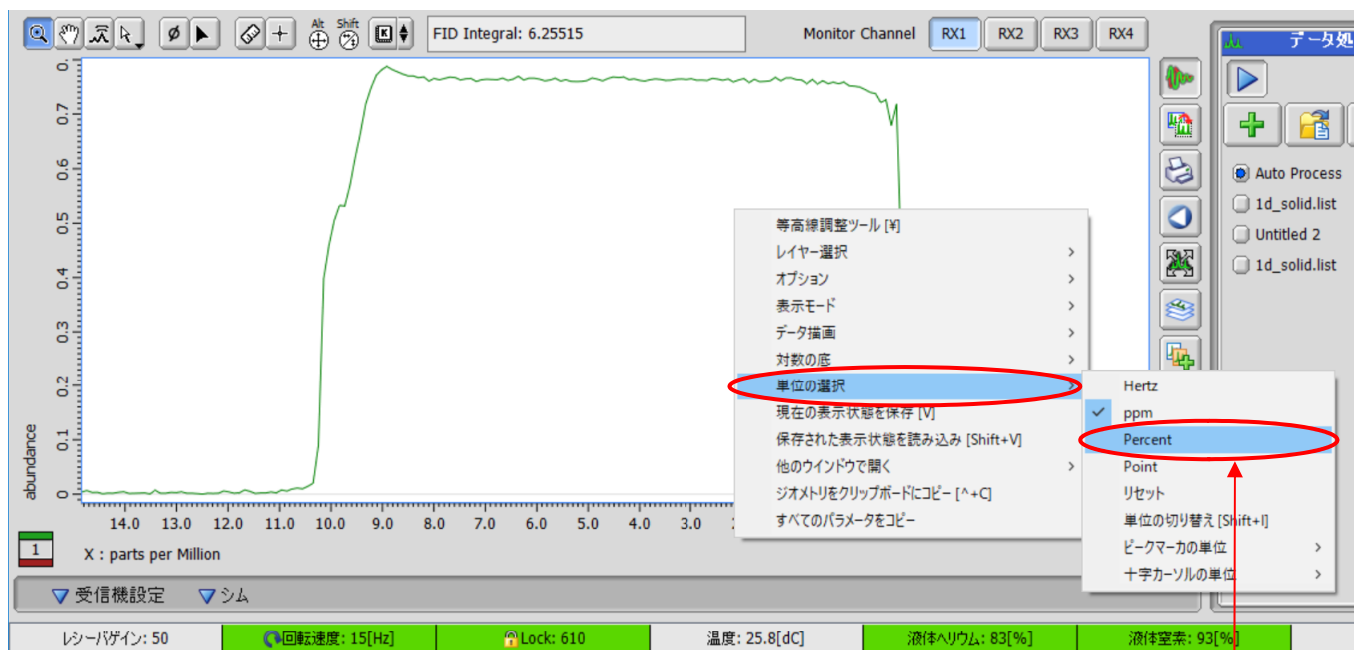 Alt Shift
FID Integral: 6.25515
Monitor Channel RX1 RX2 RX3 RX4
データ処
0.7
0.6
0.5
0.4
0.3
0.2
0.1
0
abundance
14.0 13.0 12.0 11.0 10.0 9.0 8.0 7.0 6.0 5.0 4.0 3.0
1
X : parts per Million
Auto Process
1d_solid.list
Untitled 2
1d_solid.list
等高線調整ツール [¥]
レイヤー選択
オプション
表示モード
データ描画
対数の底
単位の選択
現在の表示状態を保存 [V]
保存された表示状態を読み込み [Shift+V]
他のウインドウで開く
ジオメトリをクリップボードにコピー [^+C]
すべてのパラメータをコピー
Hertz
ppm
Percent
Point
リセット
単位の切り替え [Shift+I]
ピークマーカの単位
十字カーソルの単位
受信機設定 シム
レシーバゲイン: 50 回転速度: 15[Hz] Lock: 610 温度: 25.8[dC] 液体ヘリウム: 83[%] 液体窒素: 93[%]